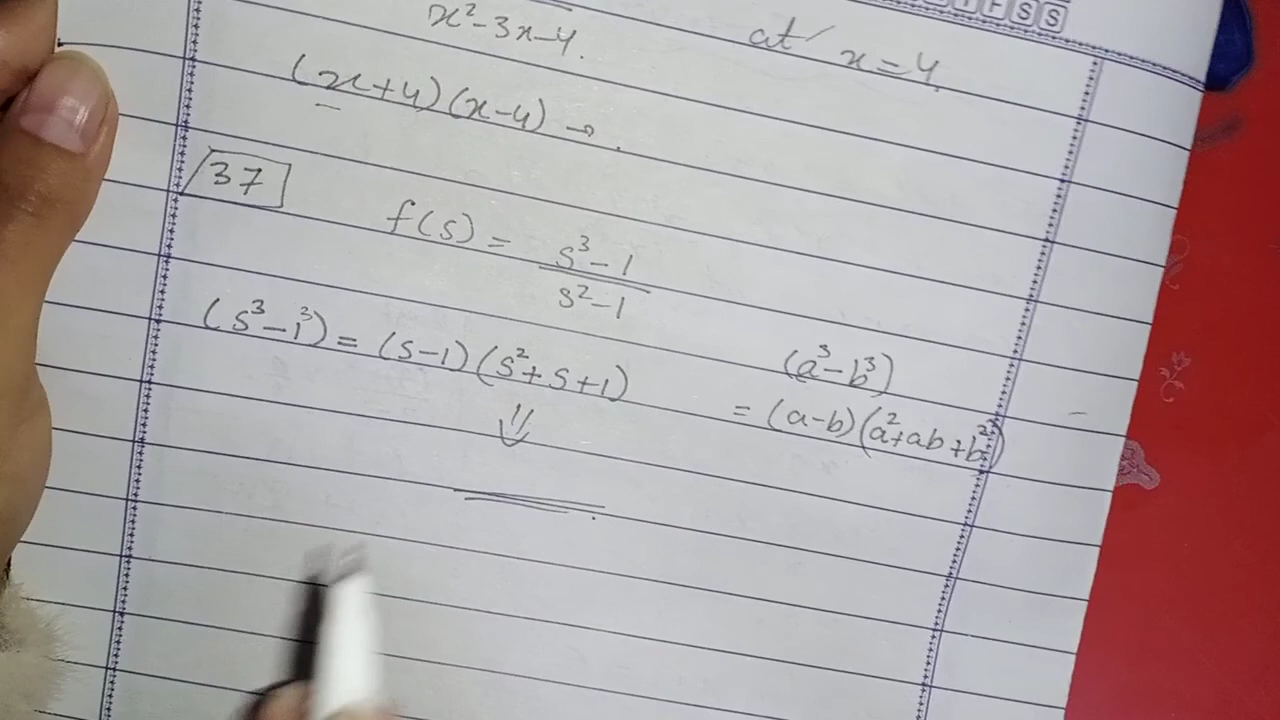 x²-3x-4. at x=4
(x+4)(x-4) →
37
f(s) = s³-1 / s²-1
(s³-1³) = (s-1)(s²+s+1)
(a³-b³)
= (a-b)(a²+ab+b²)